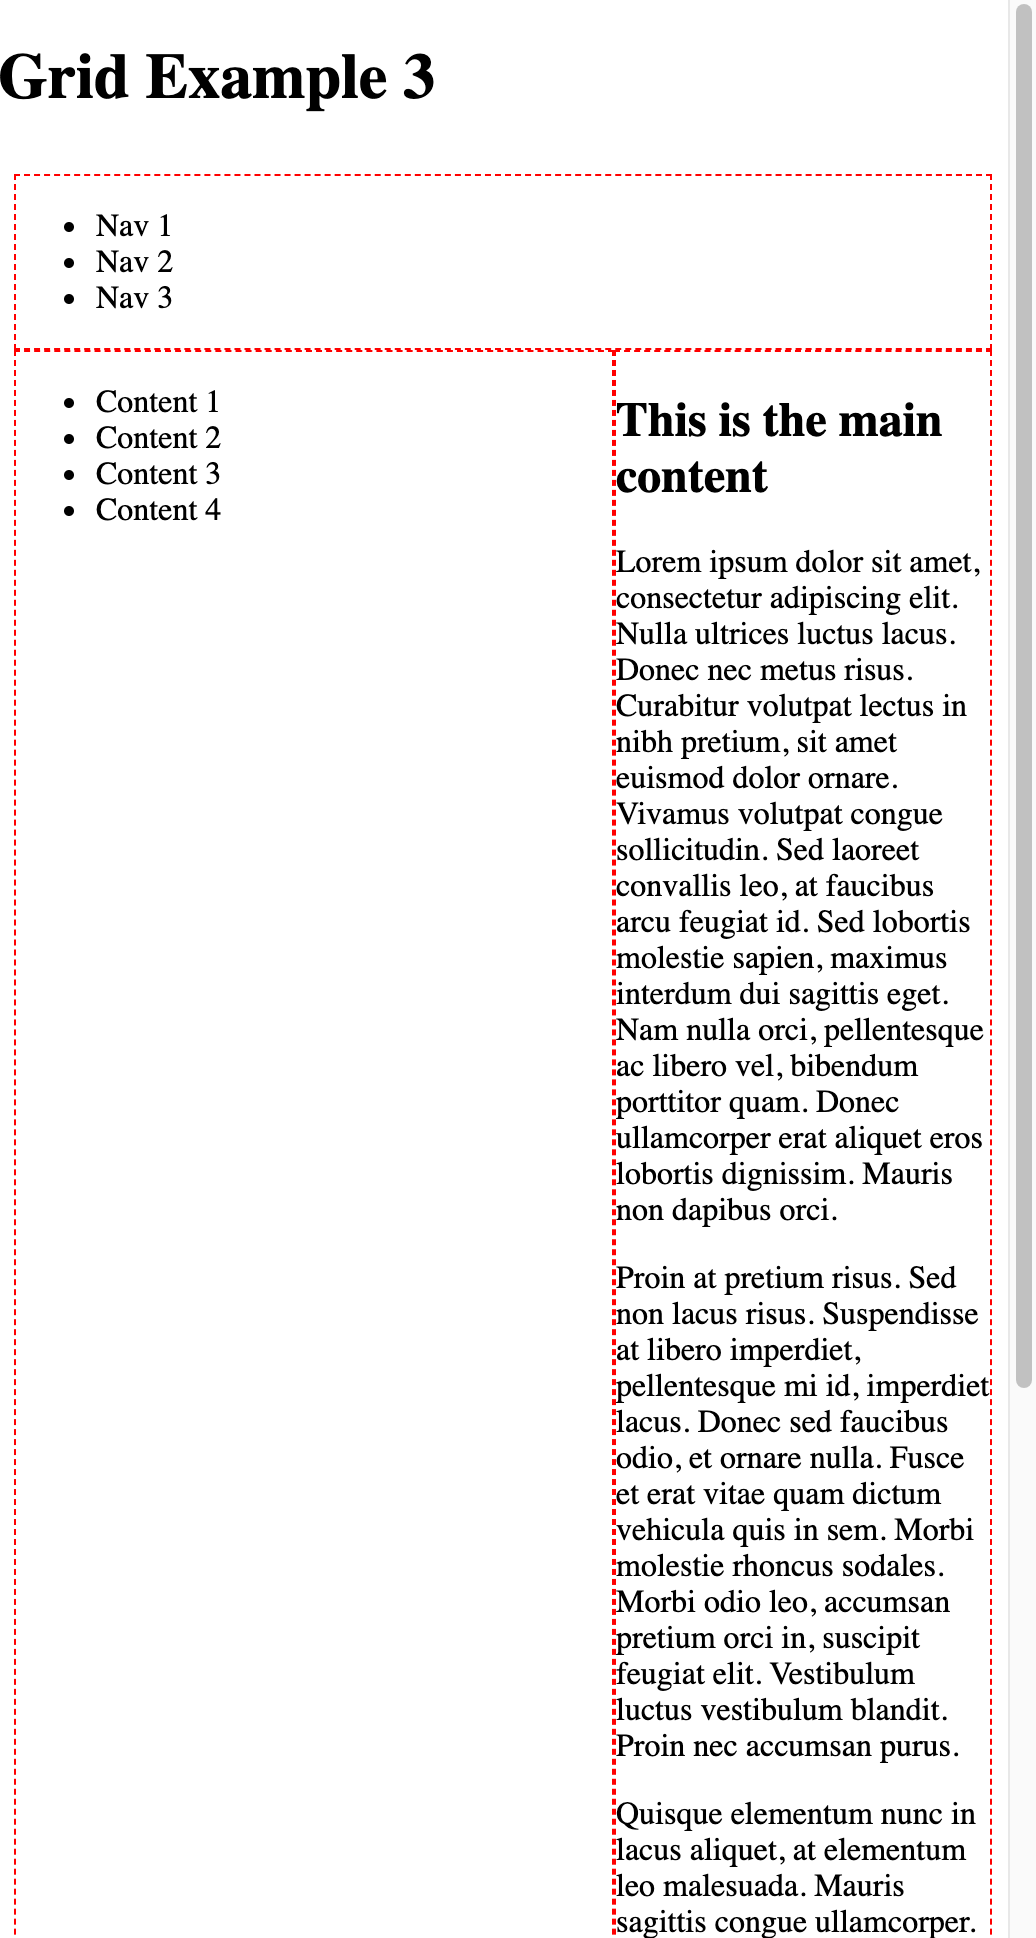 Grid Example 3
Nav 1
Nav 2
Nav 3
Content 1
Content 2
Content 3
Content 4
This is the main
content
Lorem ipsum dolor sit amet,
consectetur adipiscing elit.
Nulla ultrices luctus lacus.
Donec nec metus risus.
Curabitur volutpat lectus in
nibh pretium, sit amet
euismod dolor ornare.
Vivamus volutpat congue
sollicitudin. Sed laoreet
convallis leo, at faucibus
arcu feugiat id. Sed lobortis
molestie sapien, maximus
interdum dui sagittis eget.
Nam nulla orci, pellentesque
ac libero vel, bibendum
porttitor quam. Donec
ullamcorper erat aliquet eros
lobortis dignissim. Mauris
non dapibus orci.
Proin at pretium risus. Sed
non lacus risus. Suspendisse
at libero imperdiet,
pellentesque mi id, imperdiet
lacus. Donec sed faucibus
odio, et ornare nulla. Fusce
et erat vitae quam dictum
vehicula quis in sem. Morbi
molestie rhoncus sodales.
Morbi odio leo, accumsan
pretium orci in, suscipit
feugiat elit. Vestibulum
luctus vestibulum blandit.
Proin nec accumsan purus.
Quisque elementum nunc in
lacus aliquet, at elementum
leo malesuada. Mauris
sagittis congue ullamcorper.